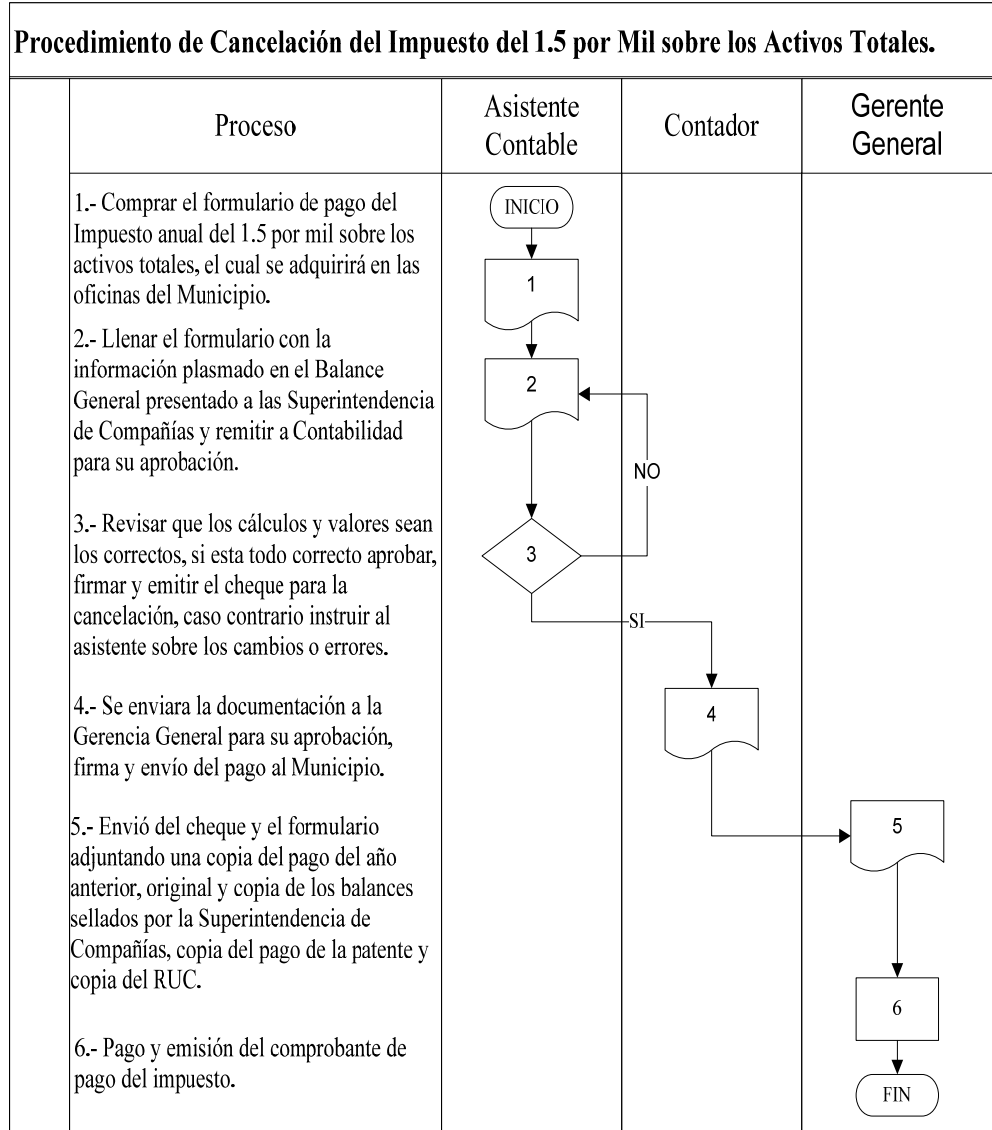 Procedimiento de Cancelación del Impuesto del 1.5 por Mil sobre los Activos Totales.
Proceso
Asistente
Contable
Contador
Gerente
General
1.- Comprar el formulario de pago del
Impuesto anual del 1.5 por mil sobre los
activos totales, el cual se adquirirá en las
oficinas del Municipio.
2.- Llenar el formulario con la
información plasmado en el Balance
General presentado a las Superintendencia
de Compañías y remitir a Contabilidad
para su aprobación.
3.- Revisar que los cálculos y valores sean
los correctos, si esta todo correcto aprobar,
firmar y emitir el cheque para la
cancelación, caso contrario instruir al
asistente sobre los cambios o errores.
4.- Se enviara la documentación a la
Gerencia General para su aprobación,
firma y envío del pago al Municipio.
5.- Envió del cheque y el formulario
adjuntando una copia del pago del año
anterior, original y copia de los balances
sellados por la Superintendencia de
Compañías, copia del pago de la patente y
copia del RUC.
6.- Pago y emisión del comprobante de
pago del impuesto.
INICIO
1
2
NO
3
SI
4
5
6
FIN